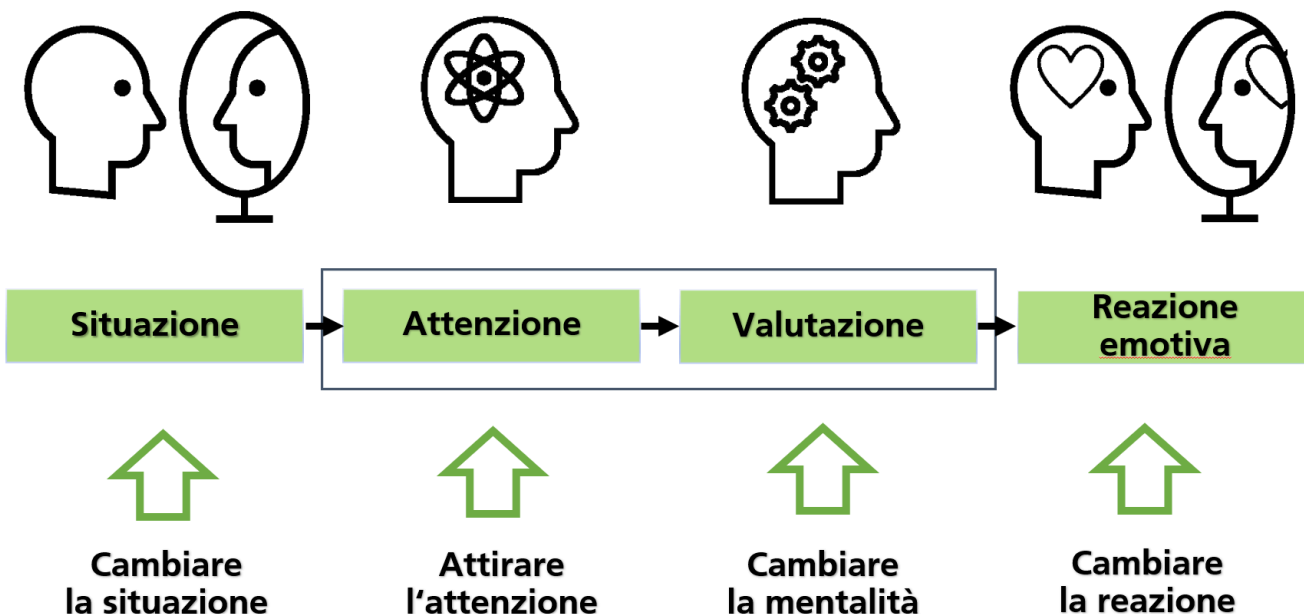 Situazione
Attenzione
Valutazione
Reazione
emotiva
Cambiare
la situazione
Attirare
l‘attenzione
Cambiare
la mentalità
Cambiare
la reazione